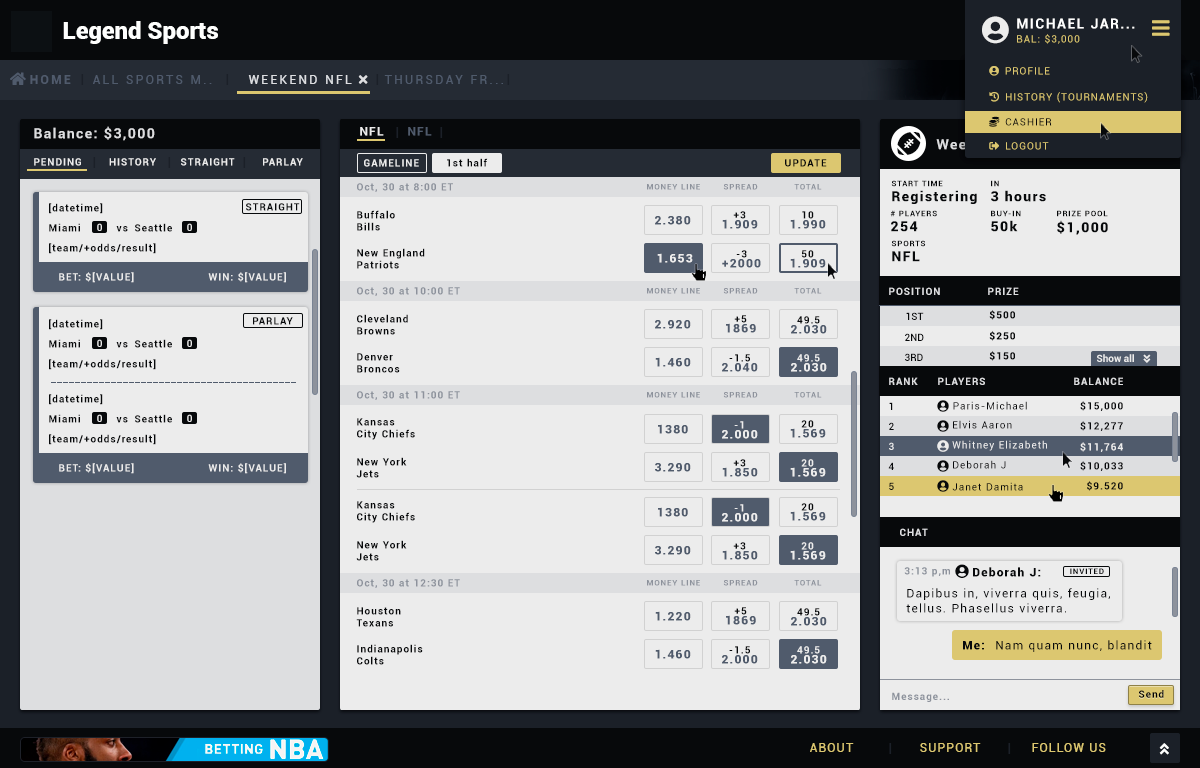 Legend Sports
MICHAEL JAR...
BAL: $3,000
PROFILE
HISTORY (TOURNAMENTS)
CASHIER
LOGOUT
HOME
ALL SPORTS M..
WEEKEND NFL
THURSDAY FR...
Balance: $3,000
PENDING HISTORY STRAIGHT PARLAY
[datetime] STRAIGHT
Miami 0 vs Seattle 0
[team/+odds/result]
BET: $[VALUE] WIN: $[VALUE]
[datetime] PARLAY
Miami 0 vs Seattle 0
[team/+odds/result]
[datetime]
Miami 0 vs Seattle 0
[team/+odds/result]
BET: $[VALUE] WIN: $[VALUE]
NFL NFL
GAMELINE 1st half UPDATE
Oct, 30 at 8:00 ET MONEY LINE SPREAD TOTAL
Buffalo +3 10
Bills 2.380 1.909 1.990
New England -3 50
Patriots 1.653 +2000 1.909
Oct, 30 at 10:00 ET MONEY LINE SPREAD TOTAL
Cleveland +5 49.5
Browns 2.920 1869 2.030
Denver -1.5 49.5
Broncos 1.460 2.040 2.030
Oct, 30 at 11:00 ET MONEY LINE SPREAD TOTAL
Kansas -1 20
City Chiefs 1380 2.000 1.569
New York +3 20
Jets 3.290 1.850 1.569
Kansas -1 20
City Chiefs 1380 2.000 1.569
New York +3 20
Jets 3.290 1.850 1.569
Oct, 30 at 12:30 ET MONEY LINE SPREAD TOTAL
Houston +5 49.5
Texans 1.220 1869 2.030
Indianapolis -1.5 49.5
Colts 1.460 2.000 2.030
Wee
START TIME IN
Registering 3 hours
# PLAYERS BUY-IN PRIZE POOL
254 50k $1,000
SPORTS
NFL
POSITION PRIZE
1ST $500
2ND $250
3RD $150
Show all
RANK PLAYERS BALANCE
1 Paris-Michael $15,000
2 Elvis Aaron $12,277
3 Whitney Elizabeth $11,764
4 Deborah J $10,033
5 Janet Damita $9.520
CHAT
3:13 p,m Deborah J: INVITED
Dapibus in, viverra quis, feugia,
tellus. Phasellus viverra.
Me: Nam quam nunc, blandit
Message... Send
BETTING NBA
ABOUT SUPPORT FOLLOW US